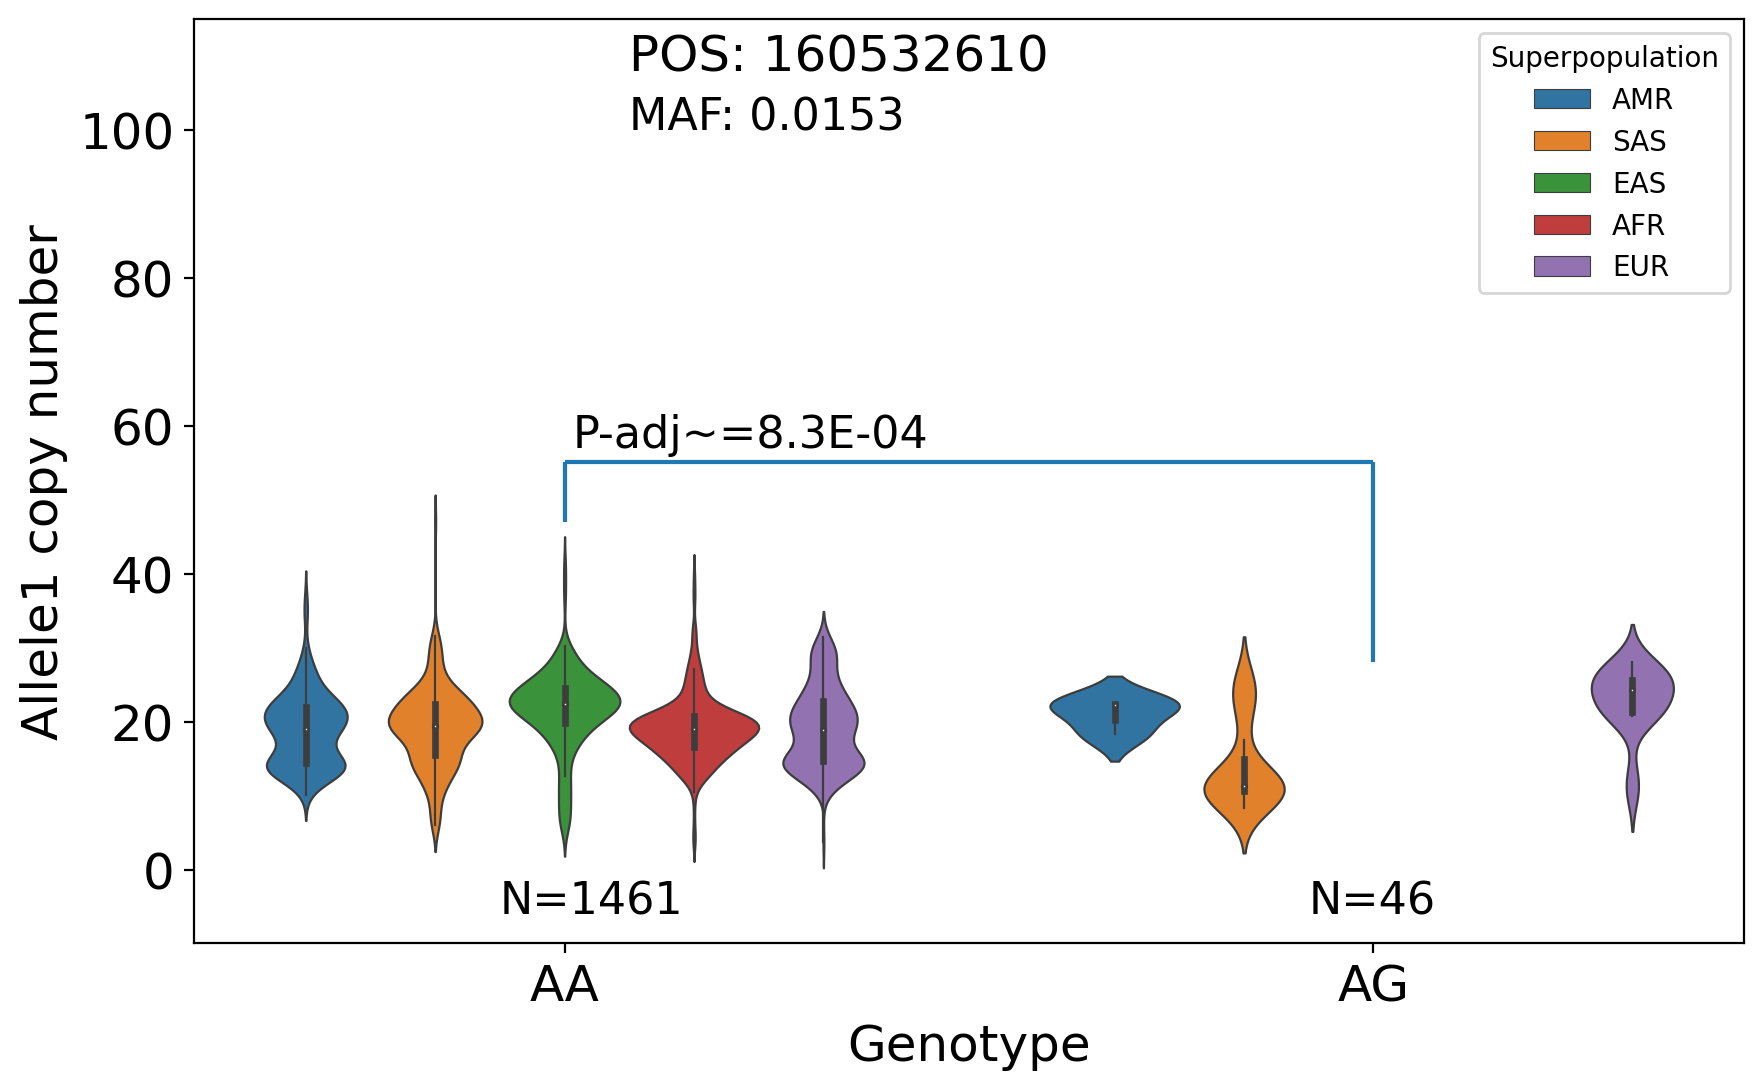 POS: 160532610
MAF: 0.0153
Superpopulation
AMR
SAS
EAS
AFR
EUR
100
80
60
40
20
0
Allele1 copy number
P-adj~=8.3E-04
N=1461
N=46
AA
AG
Genotype